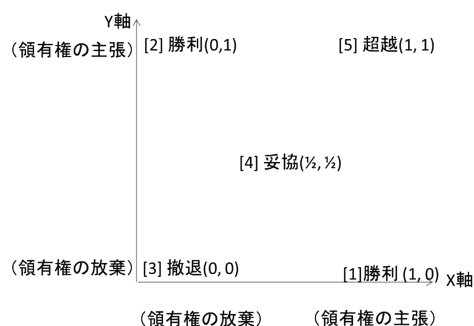 Y軸
(領有権の主張)
[2] 勝利(0,1)
[5] 超越(1, 1)
[4] 妥協(½, ½)
(領有権の放棄)
[3] 撤退(0, 0)
[1]勝利 (1, 0)
X軸
(領有権の放棄)
(領有権の主張)